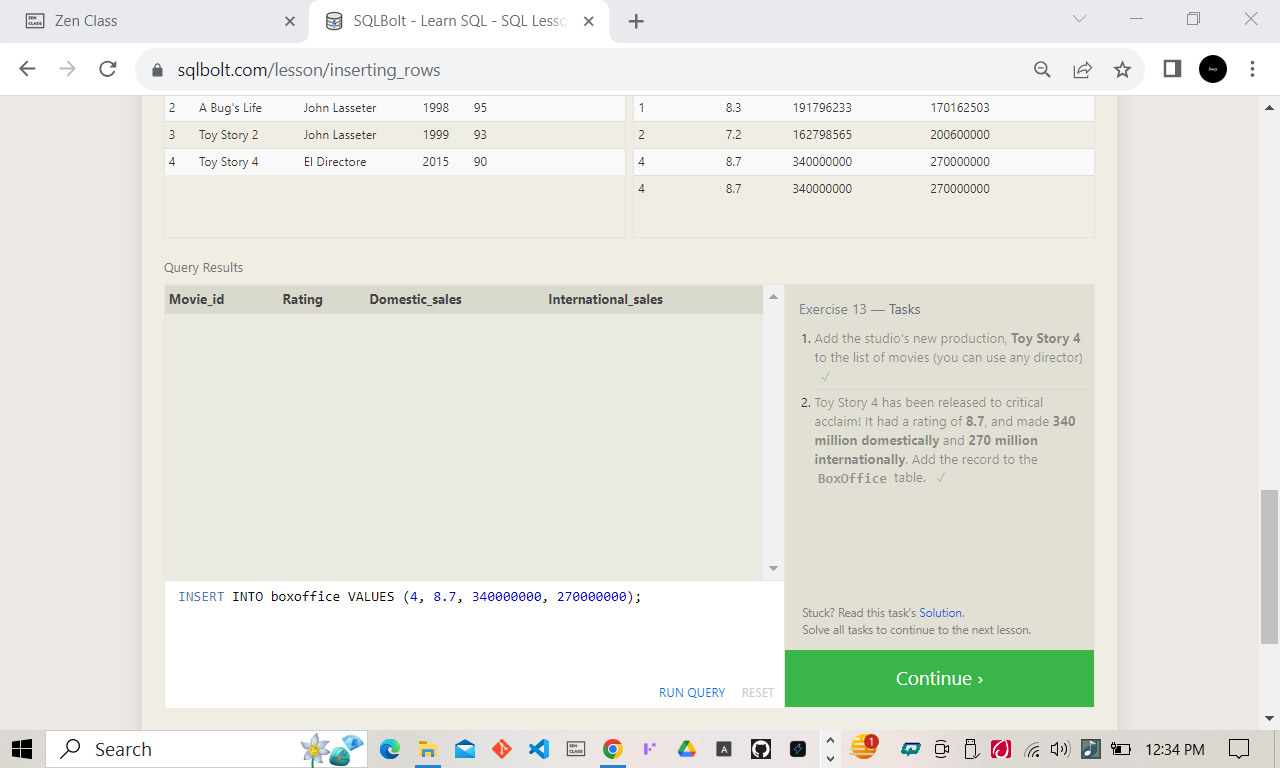 Zen Class
SQLBolt - Learn SQL - SQL Lesso
sqlbolt.com/lesson/inserting_rows
2 A Bug's Life John Lasseter 1998 95
3 Toy Story 2 John Lasseter 1999 93
4 Toy Story 4 El Directore 2015 90
1 8.3 191796233 170162503
2 7.2 162798565 200600000
4 8.7 340000000 270000000
4 8.7 340000000 270000000
Query Results
Movie_id Rating Domestic_sales International_sales
Exercise 13 — Tasks
1. Add the studio's new production, Toy Story 4
to the list of movies (you can use any director)
✓
2. Toy Story 4 has been released to critical
acclaim! It had a rating of 8.7, and made 340
million domestically and 270 million
internationally. Add the record to the
BoxOffice table. ✓
INSERT INTO boxoffice VALUES (4, 8.7, 340000000, 270000000);
Stuck? Read this task's Solution.
Solve all tasks to continue to the next lesson.
RUN QUERY RESET
Continue ›
Search
ZEN
CLASS
A
1
12:34 PM